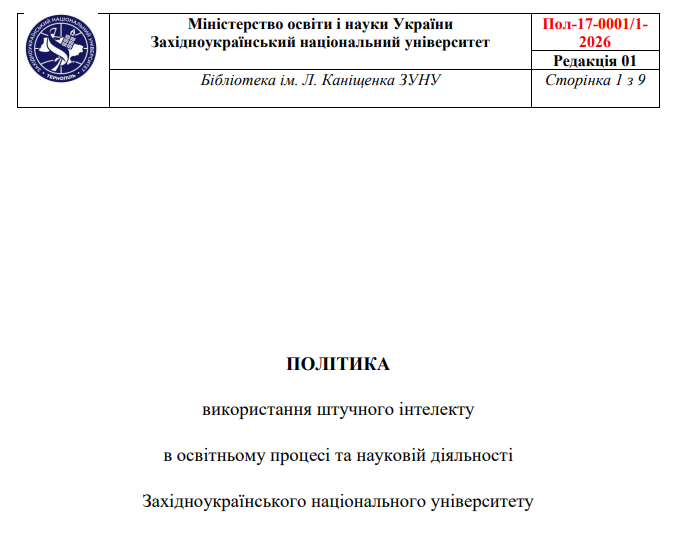 ЗАХІДНОУКРАЇНСЬКИЙ НАЦІОНАЛЬНИЙ УНІВЕРСИТЕТ
• ТЕРНОПІЛЬ •
Міністерство освіти і науки України
Західноукраїнський національний університет
Пол-17-0001/1-
2026
Редакція 01
Бібліотека ім. Л. Каніщенка ЗУНУ
Сторінка 1 з 9
ПОЛІТИКА
використання штучного інтелекту
в освітньому процесі та науковій діяльності
Західноукраїнського національного університету